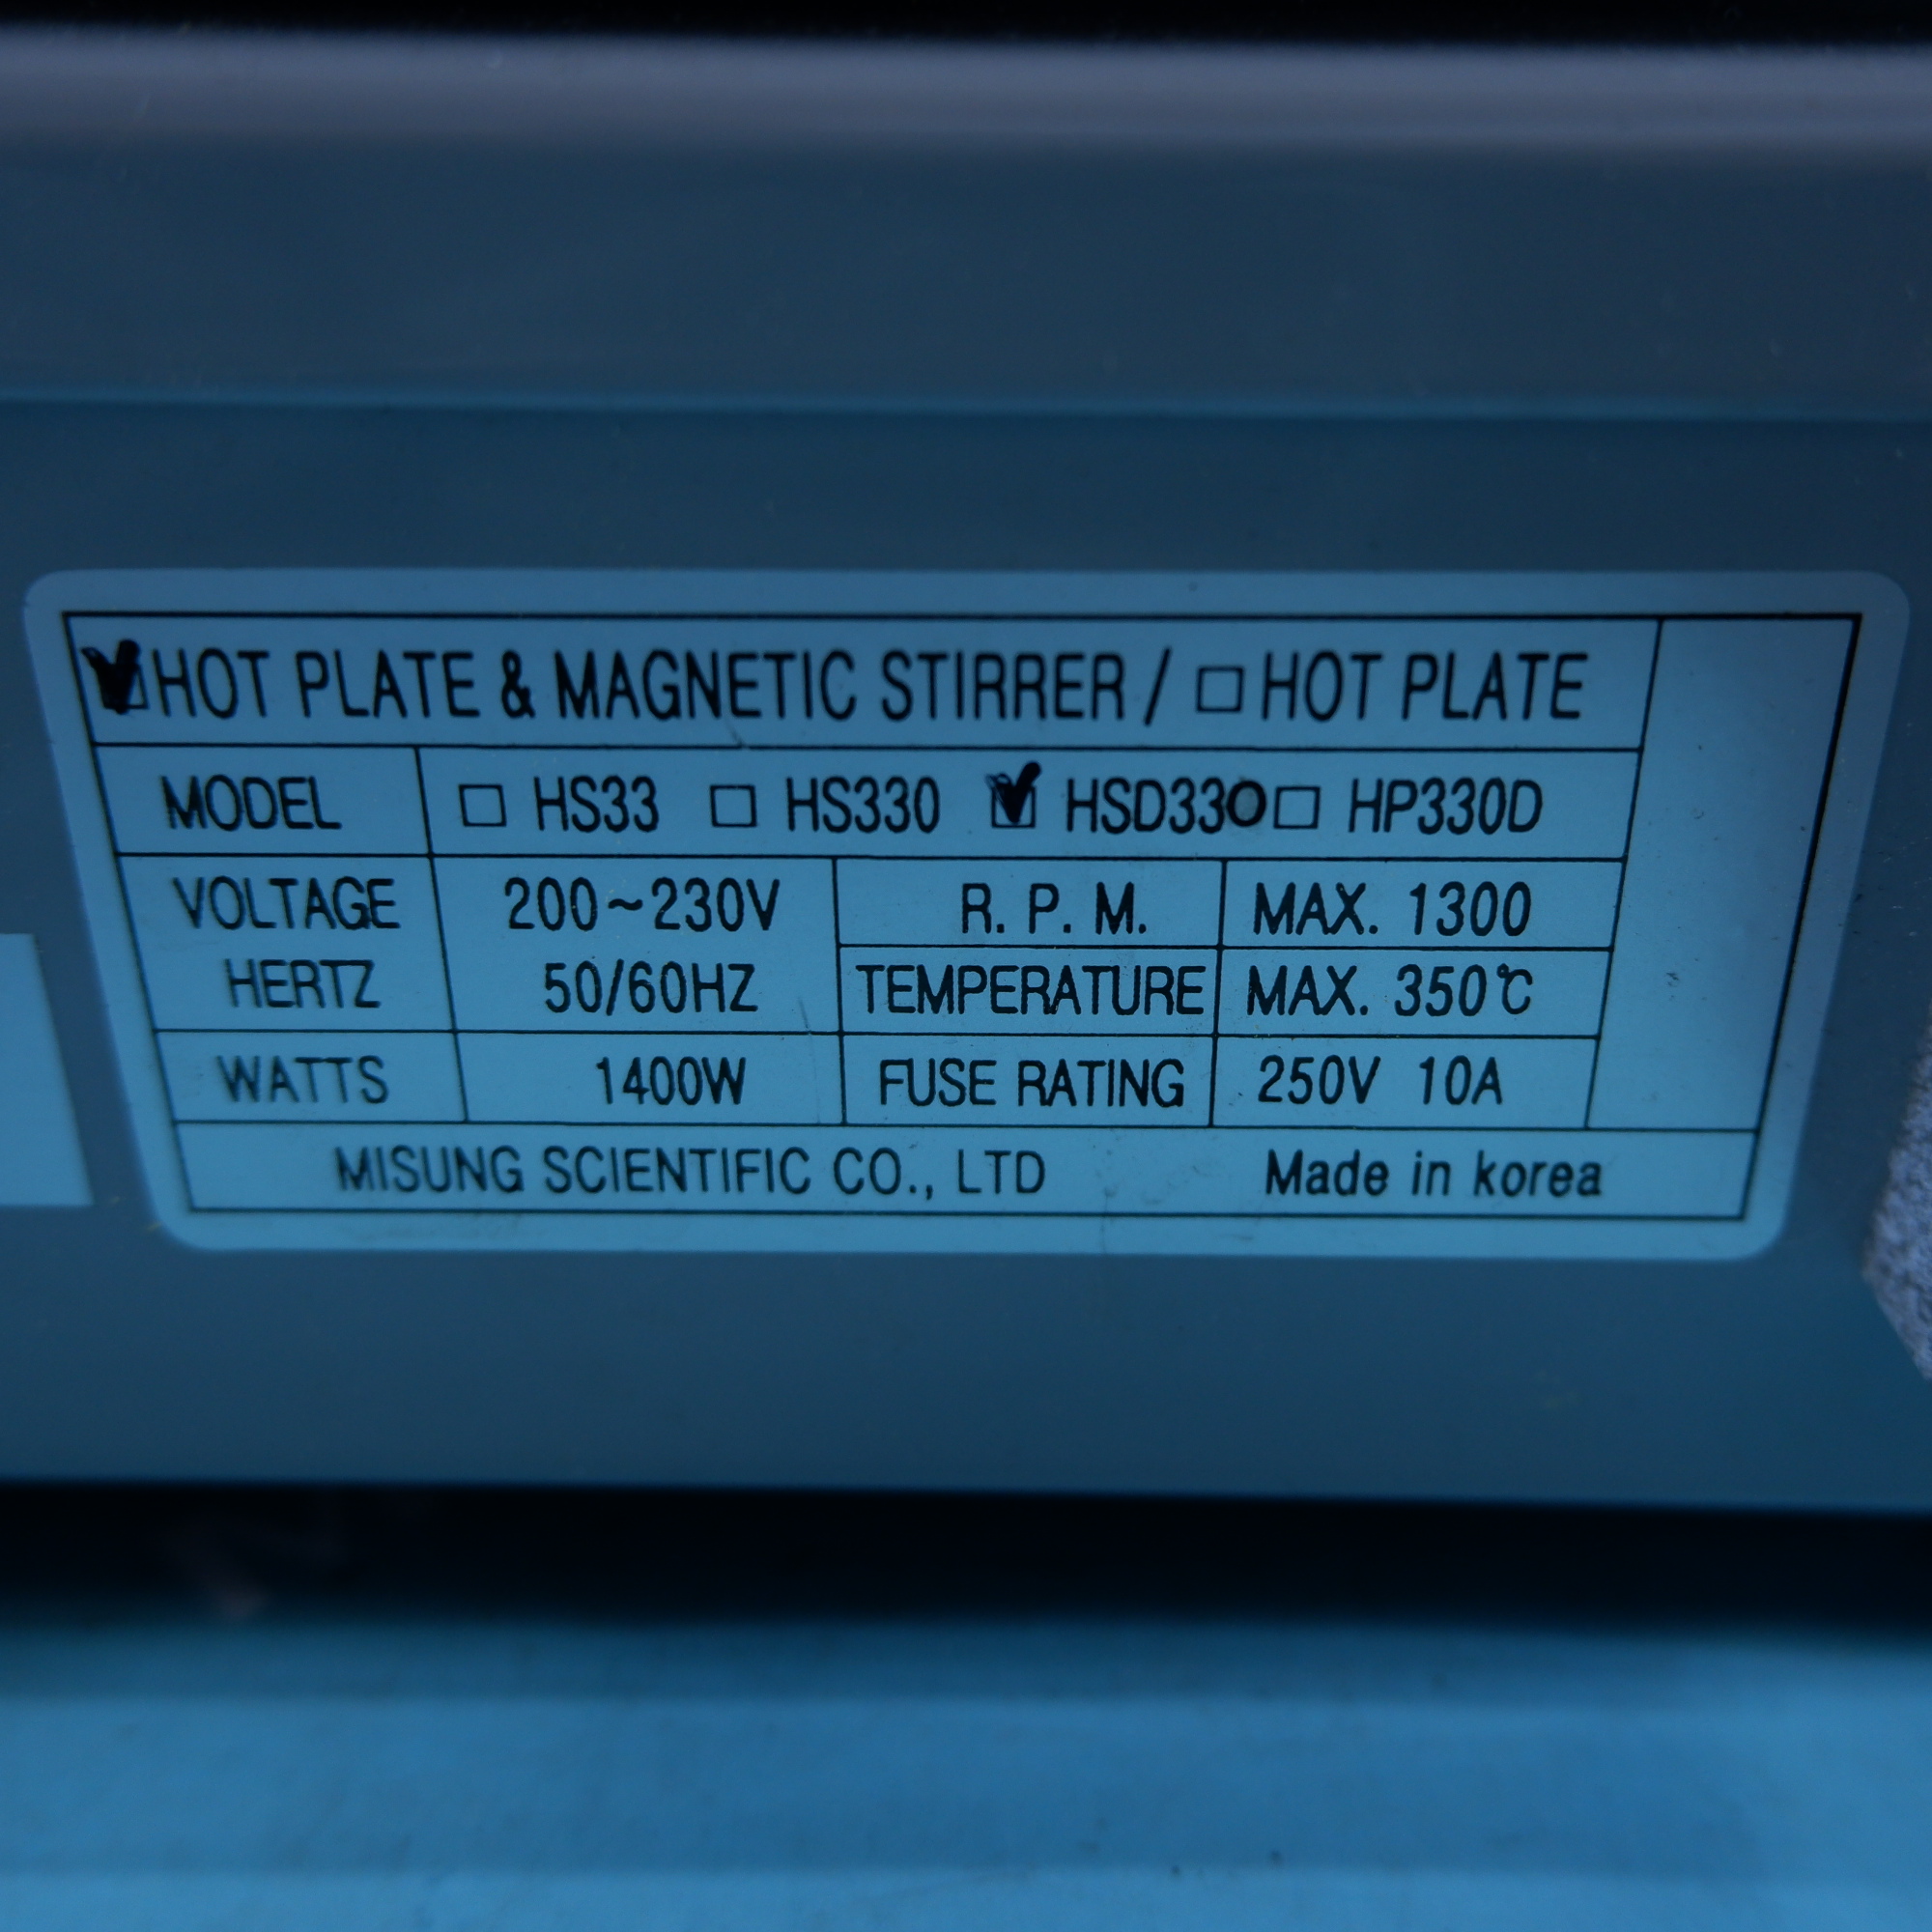 HOT PLATE & MAGNETIC STIRRER / HOT PLATE
MODEL HS33 HS330 HSD330 HP330D
VOLTAGE 200~230V R. P. M. MAX. 1300
HERTZ 50/60HZ TEMPERATURE MAX. 350℃
WATTS 1400W FUSE RATING 250V 10A
MISUNG SCIENTIFIC CO., LTD Made in korea